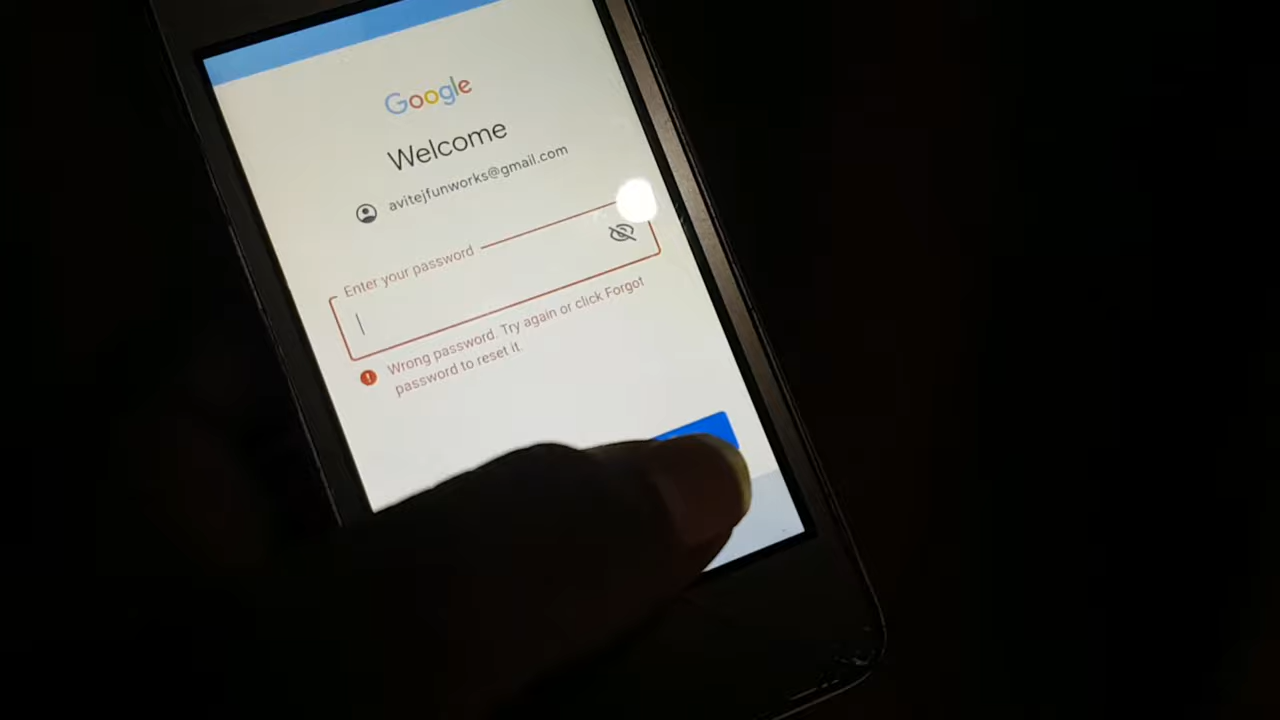 Google
Welcome
avitejfunworks@gmail.com
Enter your password
Wrong password. Try again or click Forgot
password to reset it.